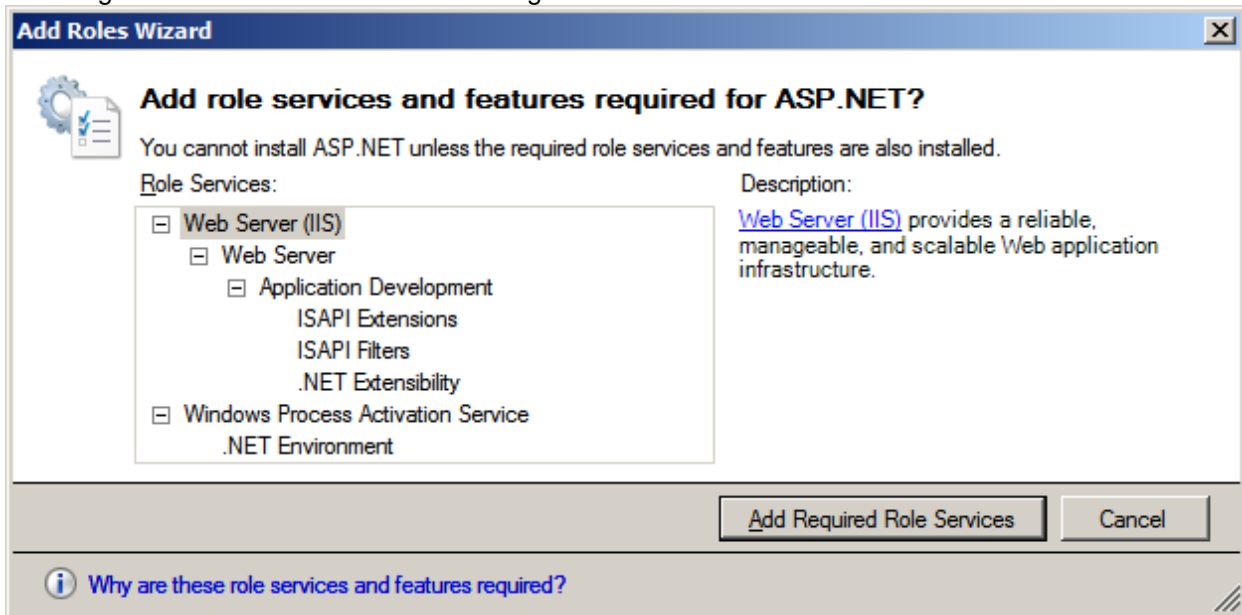 Add Roles Wizard
Add role services and features required for ASP.NET?
You cannot install ASP.NET unless the required role services and features are also installed.
Role Services:
Description:
Web Server (IIS)
Web Server
Application Development
ISAPI Extensions
ISAPI Filters
.NET Extensibility
Windows Process Activation Service
.NET Environment
Web Server (IIS) provides a reliable,
manageable, and scalable Web application
infrastructure.
Add Required Role Services
Cancel
Why are these role services and features required?